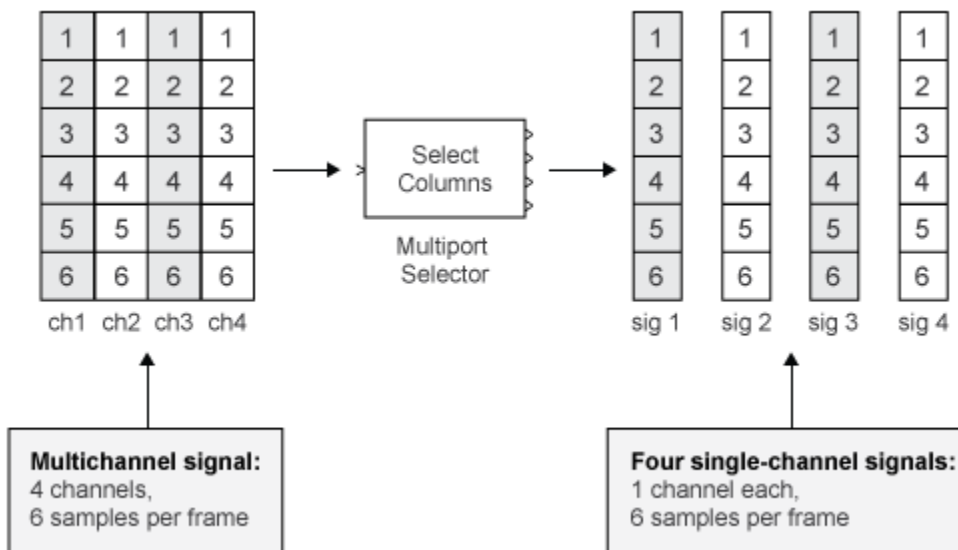 1 1 1 1
2 2 2 2
3 3 3 3
4 4 4 4
5 5 5 5
6 6 6 6
ch1 ch2 ch3 ch4
Select
Columns
Multiport
Selector
1 1 1 1
2 2 2 2
3 3 3 3
4 4 4 4
5 5 5 5
6 6 6 6
sig 1 sig 2 sig 3 sig 4
Multichannel signal:
4 channels,
6 samples per frame
Four single-channel signals:
1 channel each,
6 samples per frame